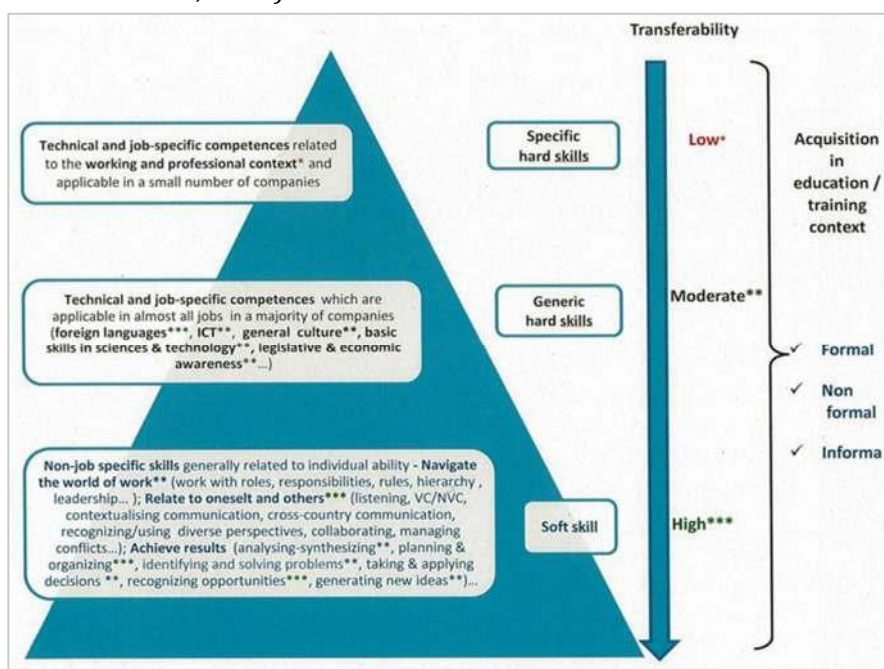 Transferability
Technical and job-specific competences related
to the working and professional context* and
applicable in a small number of companies
Specific
hard skills
Low*
Acquisition
in
education /
training
context
Technical and job-specific competences which are
applicable in almost all jobs in a majority of companies
(foreign languages***, ICT**, general culture**, basic
skills in sciences & technology**, legislative & economic
awareness**...)
Generic
hard skills
Moderate**
✓ Formal
✓ Non
formal
✓ Informa
Non-job specific skills generally related to individual ability - Navigate
the world of work** (work with roles, responsibilities, rules, hierarchy ,
leadership... ); Relate to oneselt and others*** (listening, VC/NVC,
contextualising communication, cross-country communication,
recognizing/using diverse perspectives, collaborating, managing
conflicts...); Achieve results (analysing-synthesizing**, planning &
organizing***, identifying and solving problems**, taking & applying
decisions **, recognizing opportunities***, generating new ideas**)...
Soft skill
High***